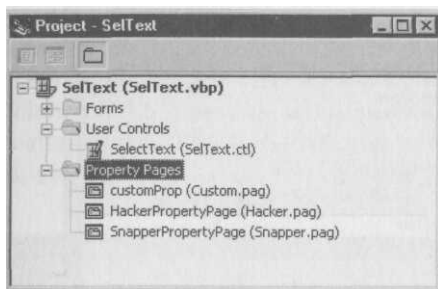 Project - SelText
SelText (SelText.vbp)
Forms
User Controls
SelectText (SelText.ctl)
Property Pages
customProp (Custom.pag)
HackerPropertyPage (Hacker.pag)
SnapperPropertyPage (Snapper.pag)